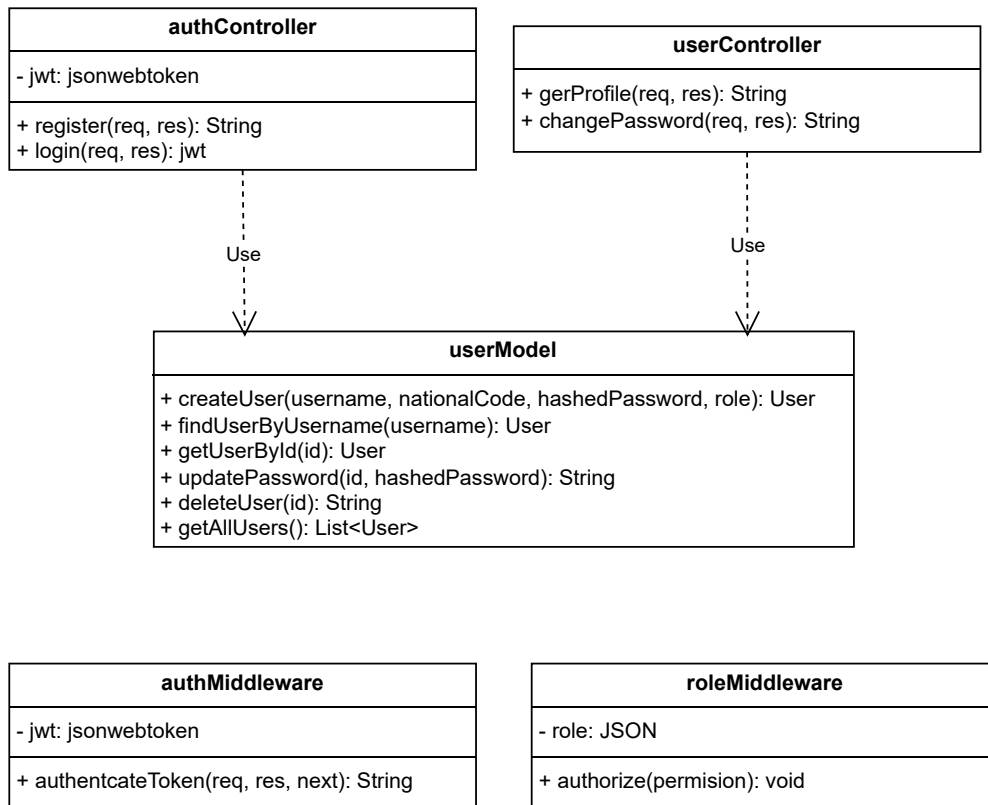 authController
- jwt: jsonwebtoken
+ register(req, res): String
+ login(req, res): jwt
userController
+ gerProfile(req, res): String
+ changePassword(req, res): String
Use
Use
userModel
+ createUser(username, nationalCode, hashedPassword, role): User
+ findUserByUsername(username): User
+ getUserById(id): User
+ updatePassword(id, hashedPassword): String
+ deleteUser(id): String
+ getAllUsers(): List<User>
authMiddleware
- jwt: jsonwebtoken
+ authentcateToken(req, res, next): String
roleMiddleware
- role: JSON
+ authorize(permision): void